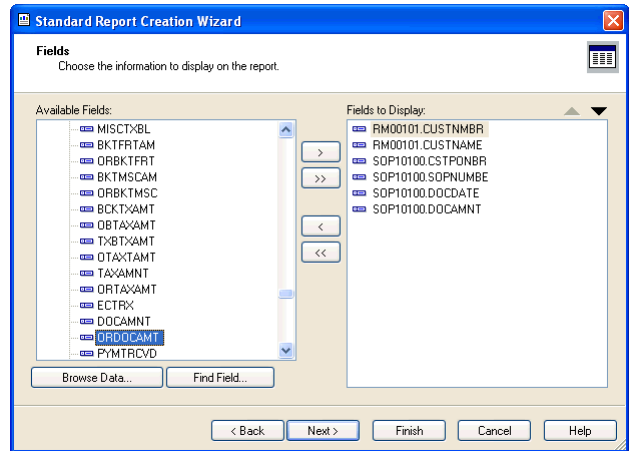 Standard Report Creation Wizard
Fields
Choose the information to display on the report.
Available Fields:
MISCTXBL
BKTFRTAM
ORBKTFRT
BKTMSCAM
ORBKTMSC
BCKTXAMT
OBTAXAMT
TXBTXAMT
OTAXTAMT
TAXAMNT
ORTAXAMT
ECTRX
DOCAMNT
ORDOCAMT
PYMTRCVD
>
>>
<
<<
Fields to Display:
RM00101.CUSTNMBR
RM00101.CUSTNAME
SOP10100.CSTPONBR
SOP10100.SOPNUMBE
SOP10100.DOCDATE
SOP10100.DOCAMNT
Browse Data... Find Field...
< Back Next > Finish Cancel Help